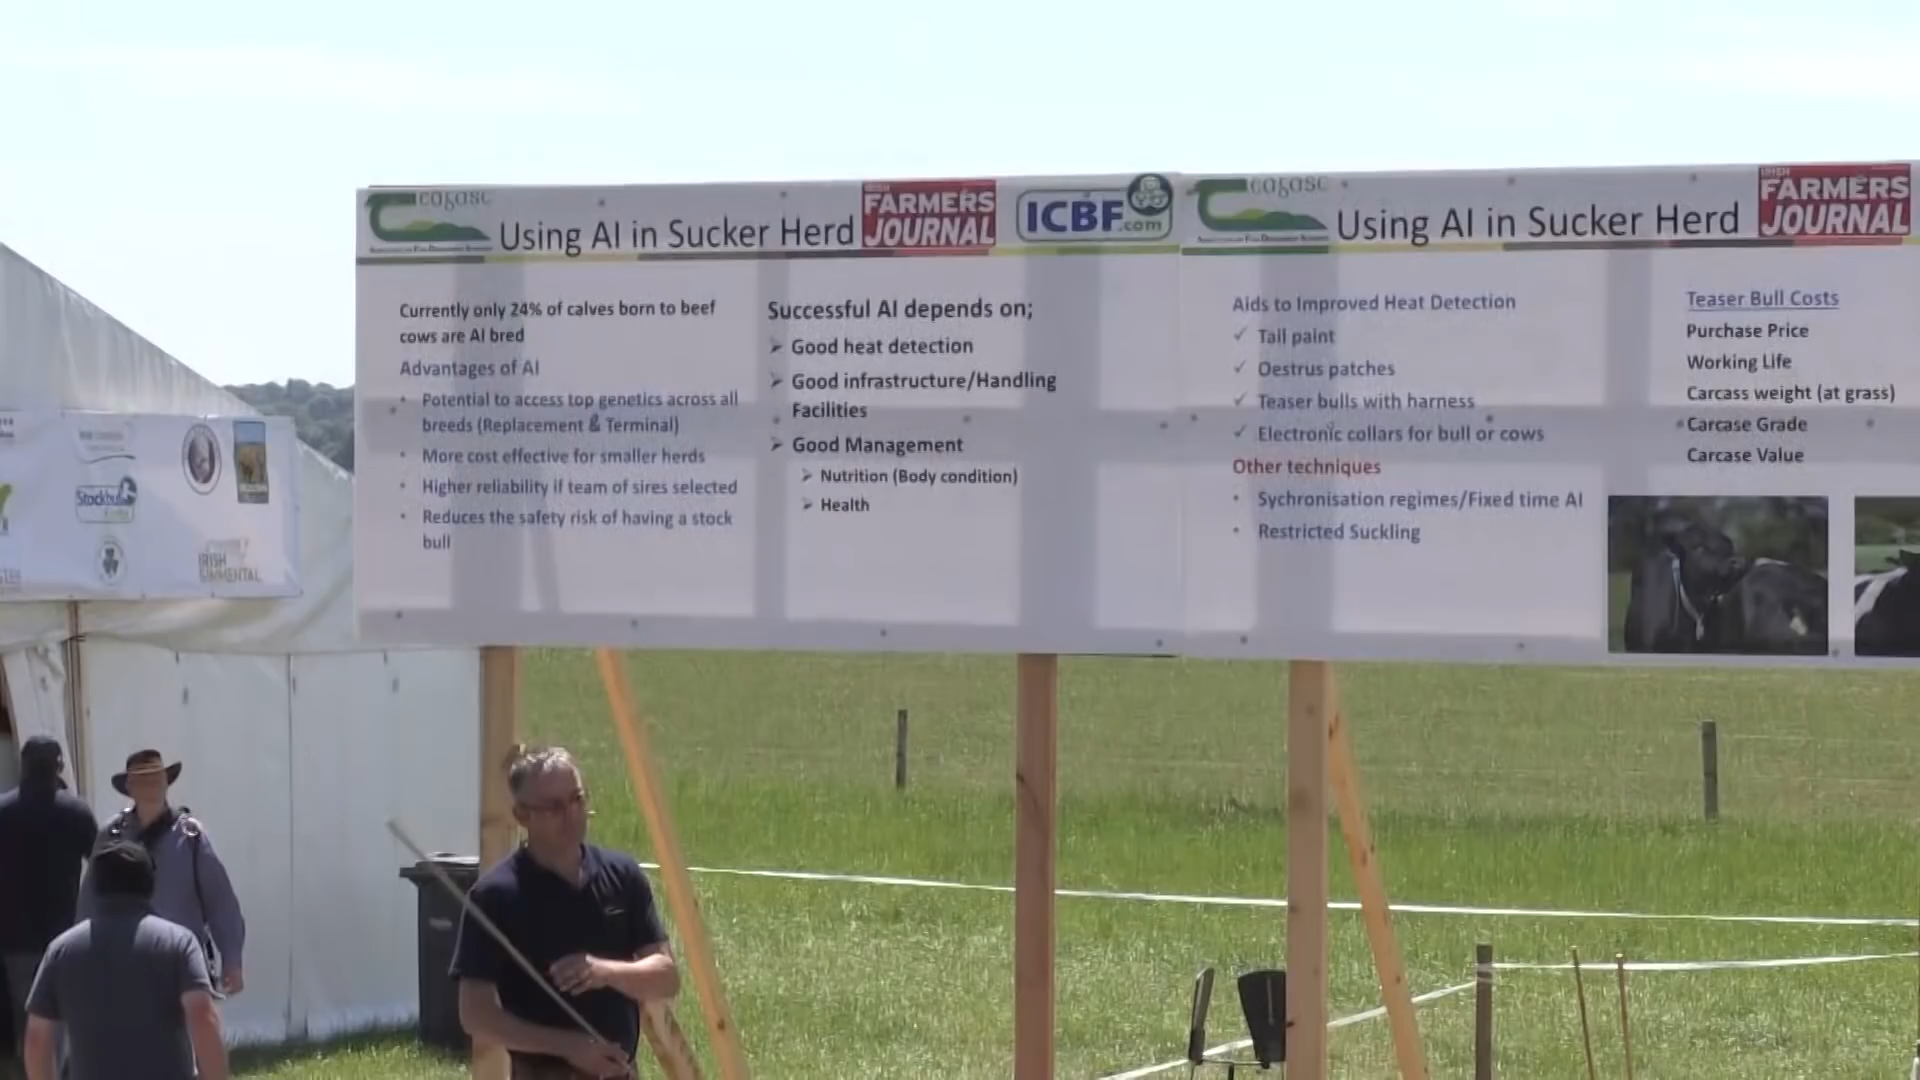 Teagasc
Using AI in Sucker Herd
IRISH
FARMERS
JOURNAL
ICBF.com
Currently only 24% of calves born to beef
cows are AI bred
Advantages of AI
• Potential to access top genetics across all
breeds (Replacement & Terminal)
• More cost effective for smaller herds
• Higher reliability if team of sires selected
• Reduces the safety risk of having a stock
bull
Successful AI depends on;
➢ Good heat detection
➢ Good infrastructure/Handling
Facilities
➢ Good Management
➢ Nutrition (Body condition)
➢ Health
Teagasc
Using AI in Sucker Herd
IRISH
FARMERS
JOURNAL
Aids to Improved Heat Detection
✓ Tail paint
✓ Oestrus patches
✓ Teaser bulls with harness
✓ Electronic collars for bull or cows
Other techniques
• Sychronisation regimes/Fixed time AI
• Restricted Suckling
Teaser Bull Costs
Purchase Price
Working Life
Carcass weight (at grass)
Carcase Grade
Carcase Value
IRISH